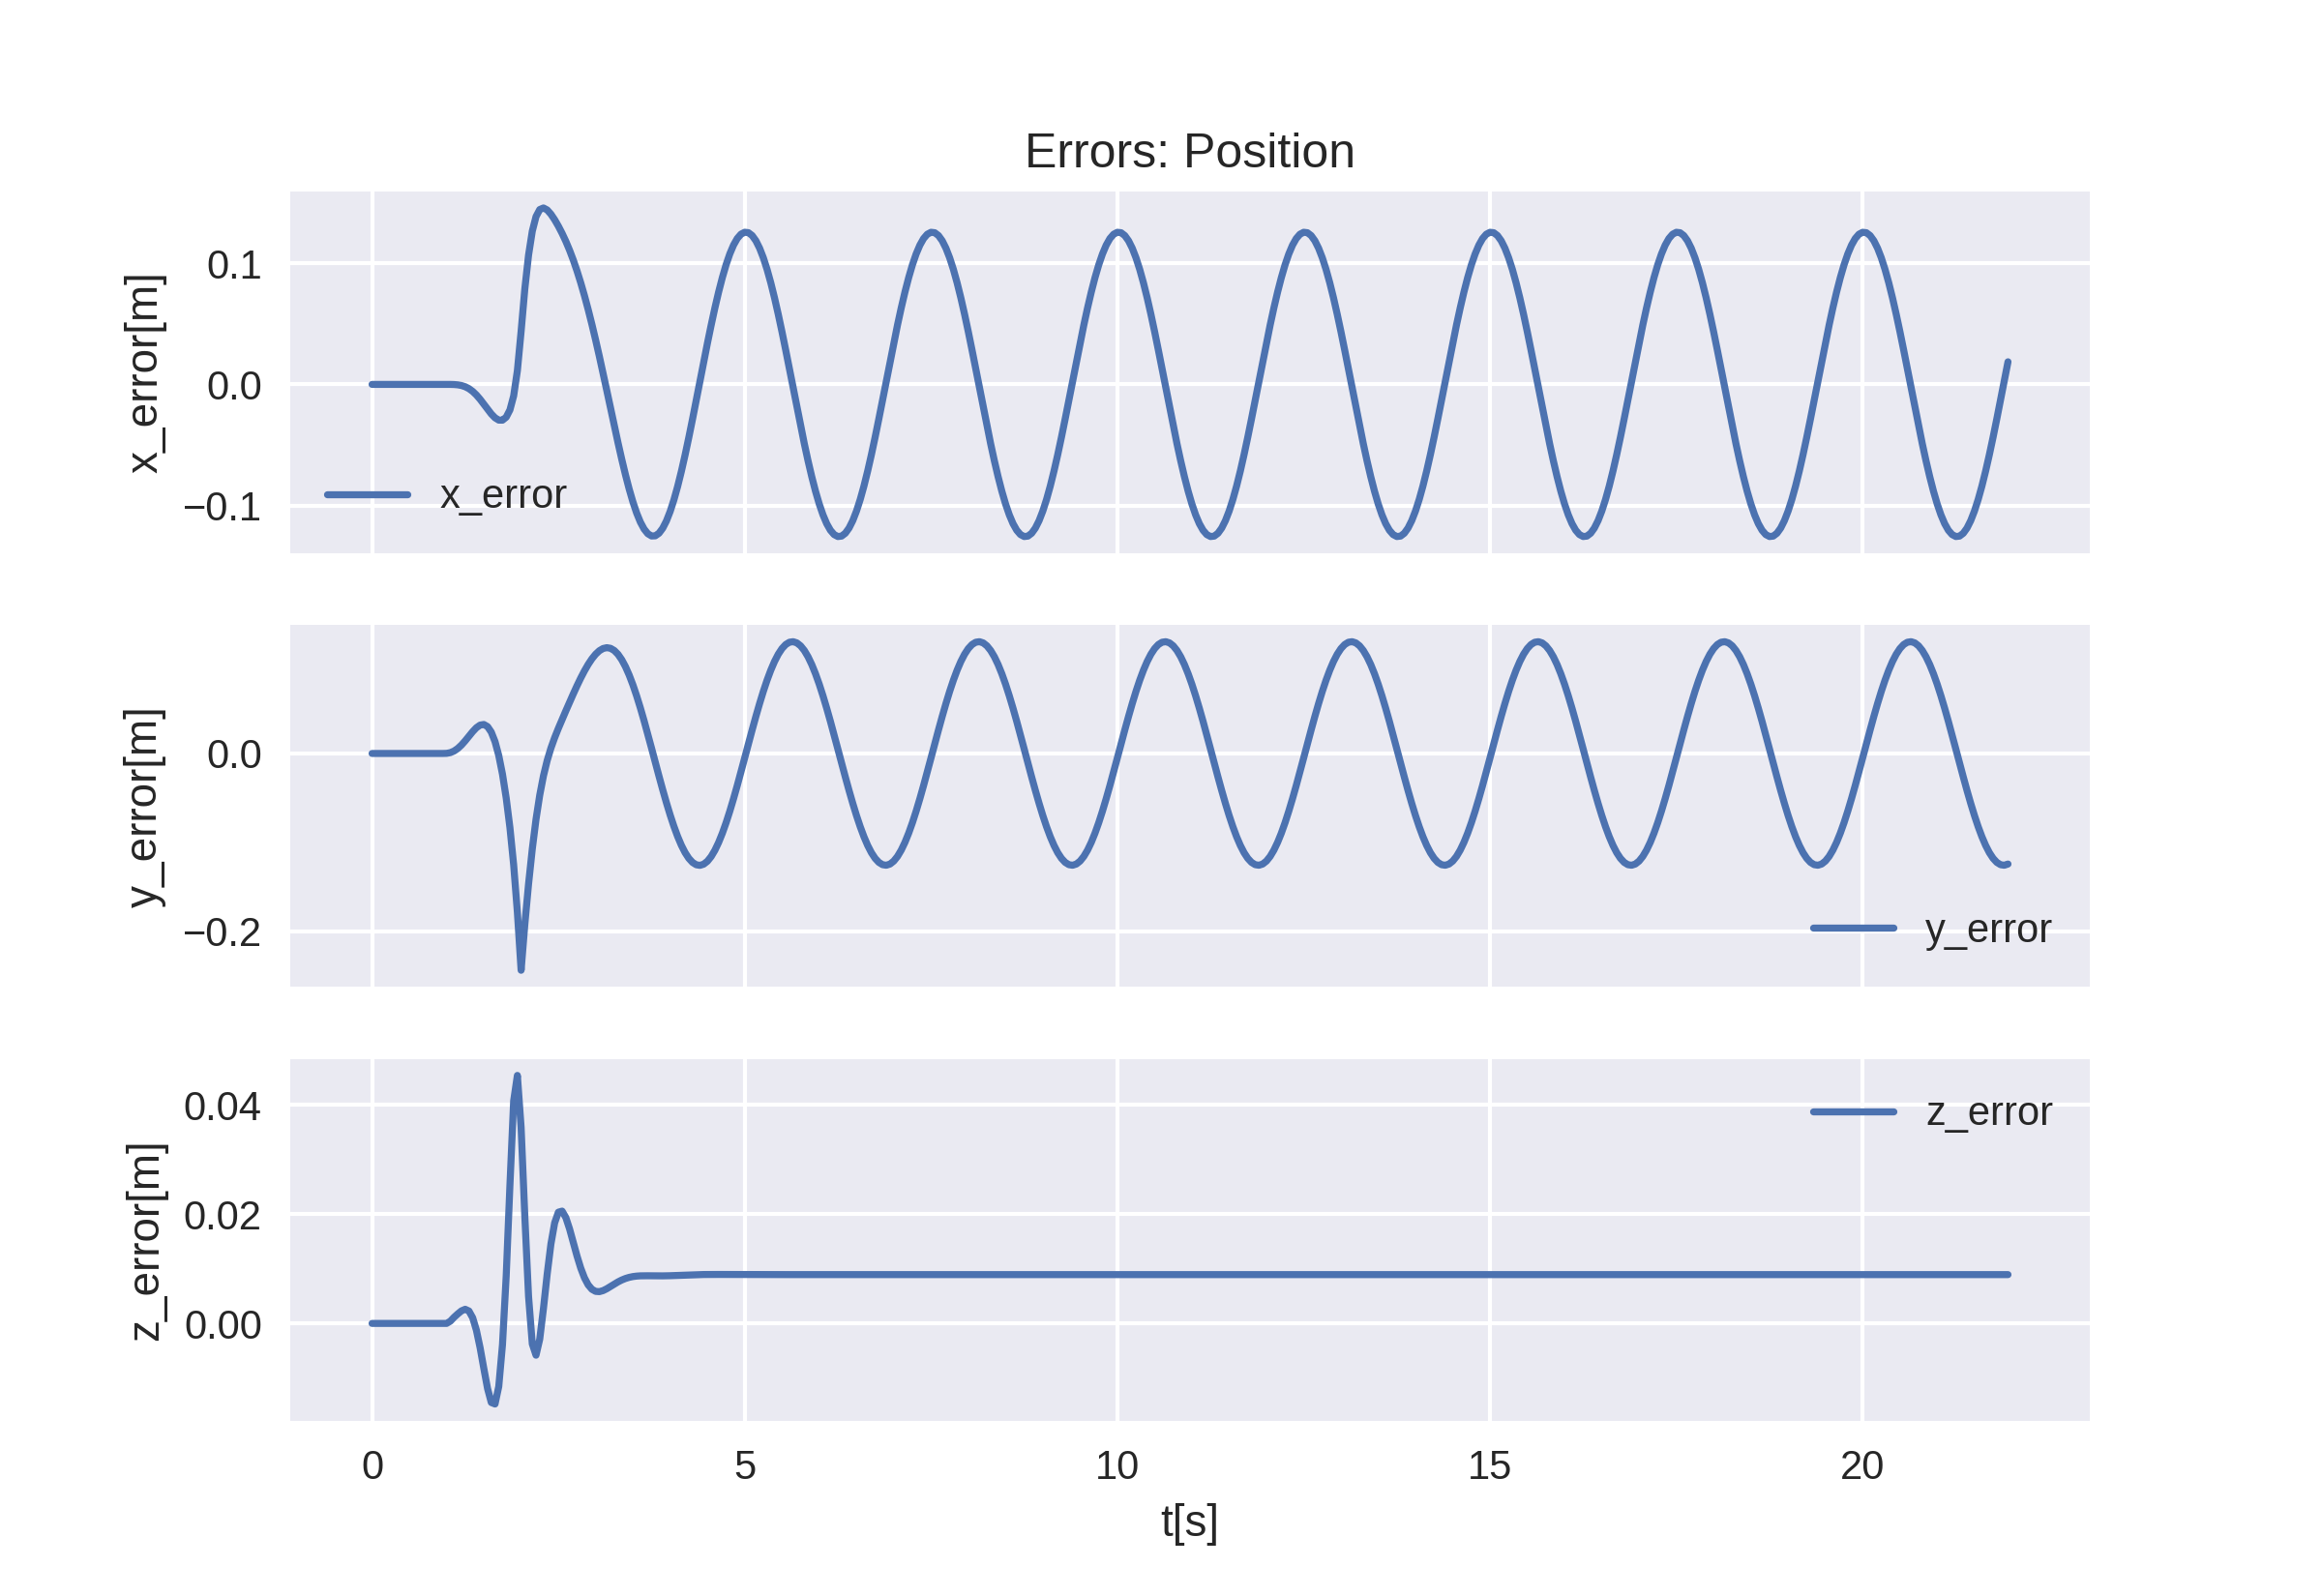 Errors: Position
x_error[m]
0.1
0.0
−0.1
x_error
y_error[m]
0.0
−0.2
y_error
z_error[m]
0.04
0.02
0.00
z_error
0 5 10 15 20
t[s]